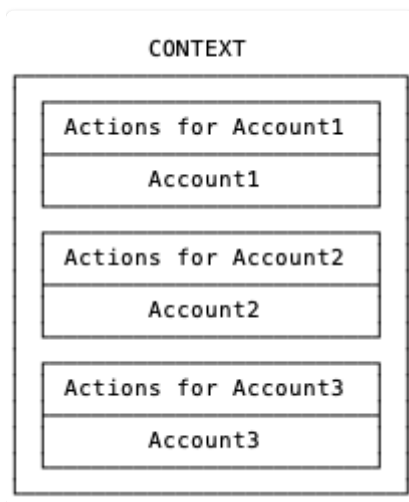 CONTEXT
Actions for Account1
Account1
Actions for Account2
Account2
Actions for Account3
Account3